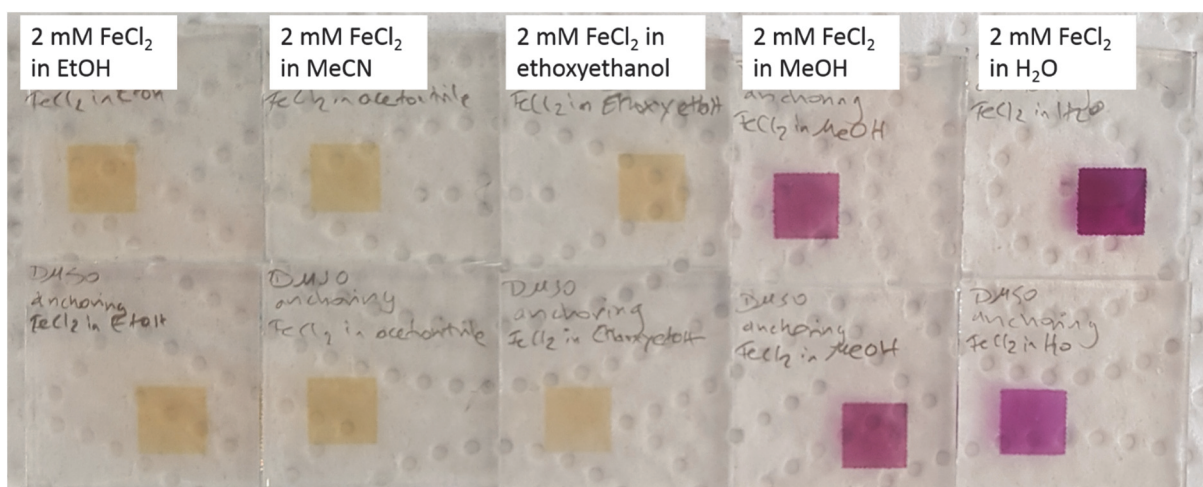 2 mM FeCl₂
in EtOH
2 mM FeCl₂
in MeCN
2 mM FeCl₂ in
ethoxyethanol
2 mM FeCl₂
in MeOH
2 mM FeCl₂
in H₂O
FeCl₂ in EtOH
FeCl₂ in acetonitrile
FeCl₂ in EthoxyetOH
anchoring
FeCl₂ in MeOH
FeCl₂ in H₂O
DMSO
anchoring
FeCl₂ in EtOH
DMSO
anchoring
FeCl₂ in acetonitrile
DMSO
anchoring
FeCl₂ in EthoxyetOH
DMSO
anchoring
FeCl₂ in MeOH
DMSO
anchoring
FeCl₂ in H₂O